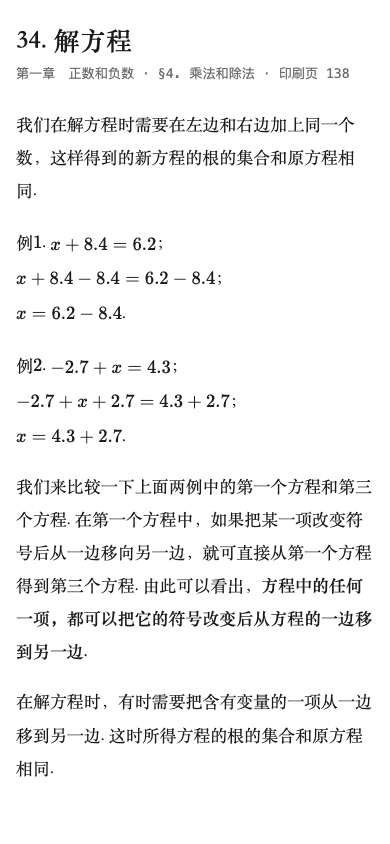 34. 解方程
第一章 正数和负数 · §4. 乘法和除法 · 印刷页 138
我们在解方程时需要在左边和右边加上同一个
数，这样得到的新方程的根的集合和原方程相
同.
例1. x + 8.4 = 6.2;
x + 8.4 − 8.4 = 6.2 − 8.4;
x = 6.2 − 8.4.
例2. −2.7 + x = 4.3;
−2.7 + x + 2.7 = 4.3 + 2.7;
x = 4.3 + 2.7.
我们来比较一下上面两例中的第一个方程和第三
个方程. 在第一个方程中，如果把某一项改变符
号后从一边移向另一边，就可直接从第一个方程
得到第三个方程. 由此可以看出，方程中的任何
一项，都可以把它的符号改变后从方程的一边移
到另一边.
在解方程时，有时需要把含有变量的一项从一边
移到另一边. 这时所得方程的根的集合和原方程
相同.